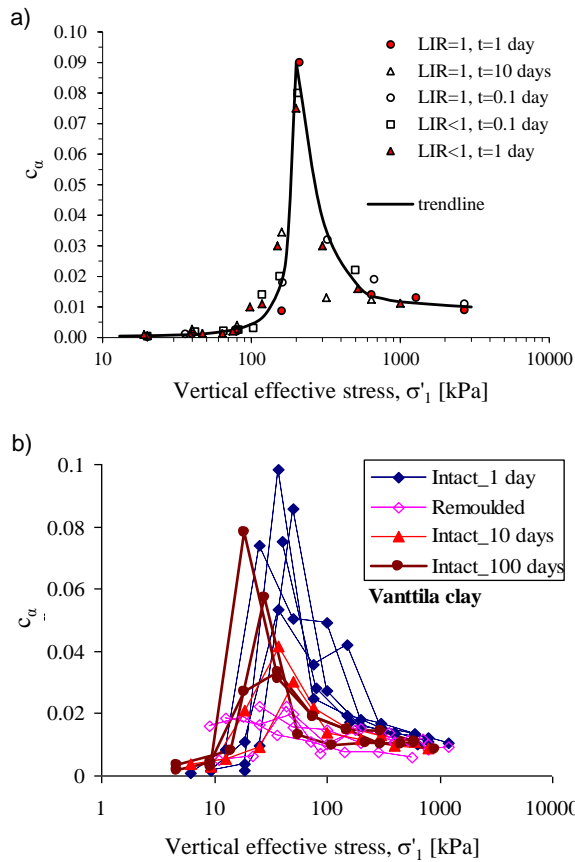 a)
0.10
0.09
0.08
0.07
0.06
0.05
0.04
0.03
0.02
0.01
0.00
cα
LIR=1, t=1 day
LIR=1, t=10 days
LIR=1, t=0.1 day
LIR<1, t=0.1 day
LIR<1, t=1 day
trendline
10 100 1000 10000
Vertical effective stress, σ'1 [kPa]
b)
0.1
0.08
0.06
0.04
0.02
0
cα
Intact_1 day
Remoulded
Intact_10 days
Intact_100 days
Vanttila clay
1 10 100 1000 10000
Vertical effective stress, σ'1 [kPa]